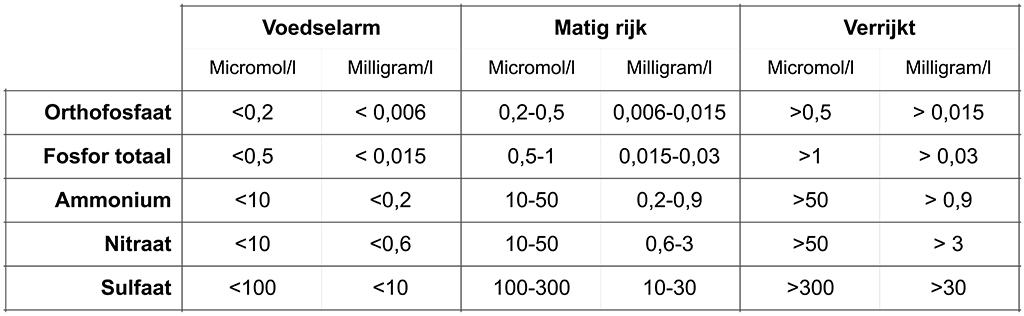 Voedselarm Matig rijk Verrijkt
Micromol/l Milligram/l Micromol/l Milligram/l Micromol/l Milligram/l
Orthofosfaat <0,2 < 0,006 0,2-0,5 0,006-0,015 >0,5 > 0,015
Fosfor totaal <0,5 < 0,015 0,5-1 0,015-0,03 >1 > 0,03
Ammonium <10 <0,2 10-50 0,2-0,9 >50 > 0,9
Nitraat <10 <0,6 10-50 0,6-3 >50 > 3
Sulfaat <100 <10 100-300 10-30 >300 >30